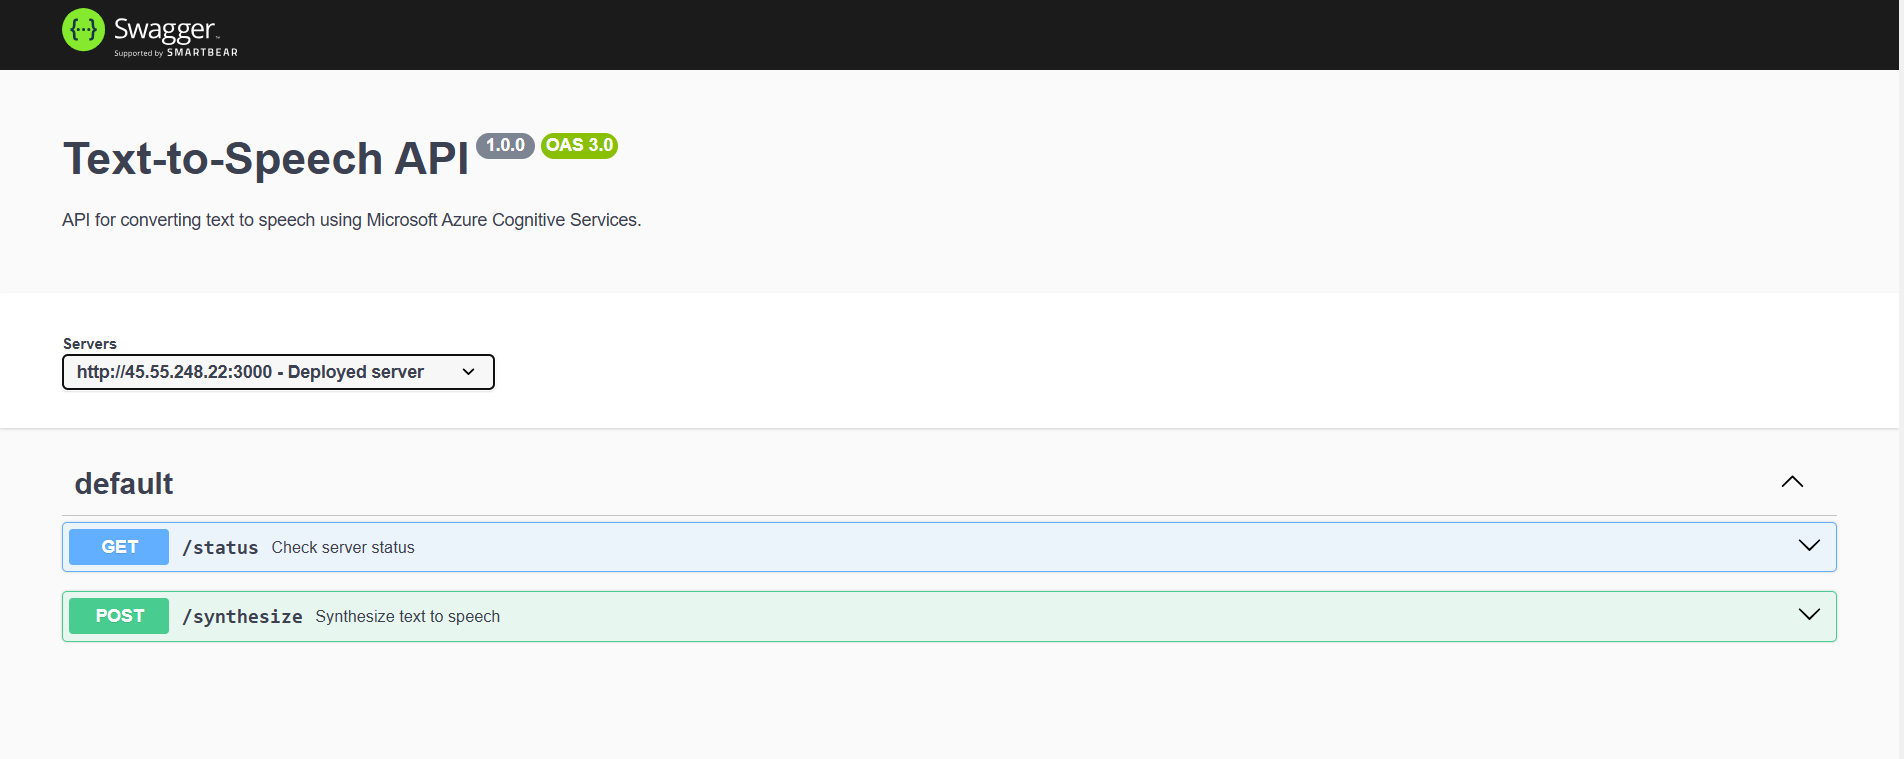 Swagger™
Supported by SMARTBEAR
Text-to-Speech API 1.0.0 OAS 3.0
API for converting text to speech using Microsoft Azure Cognitive Services.
Servers
http://45.55.248.22:3000 - Deployed server
default
GET /status Check server status
POST /synthesize Synthesize text to speech